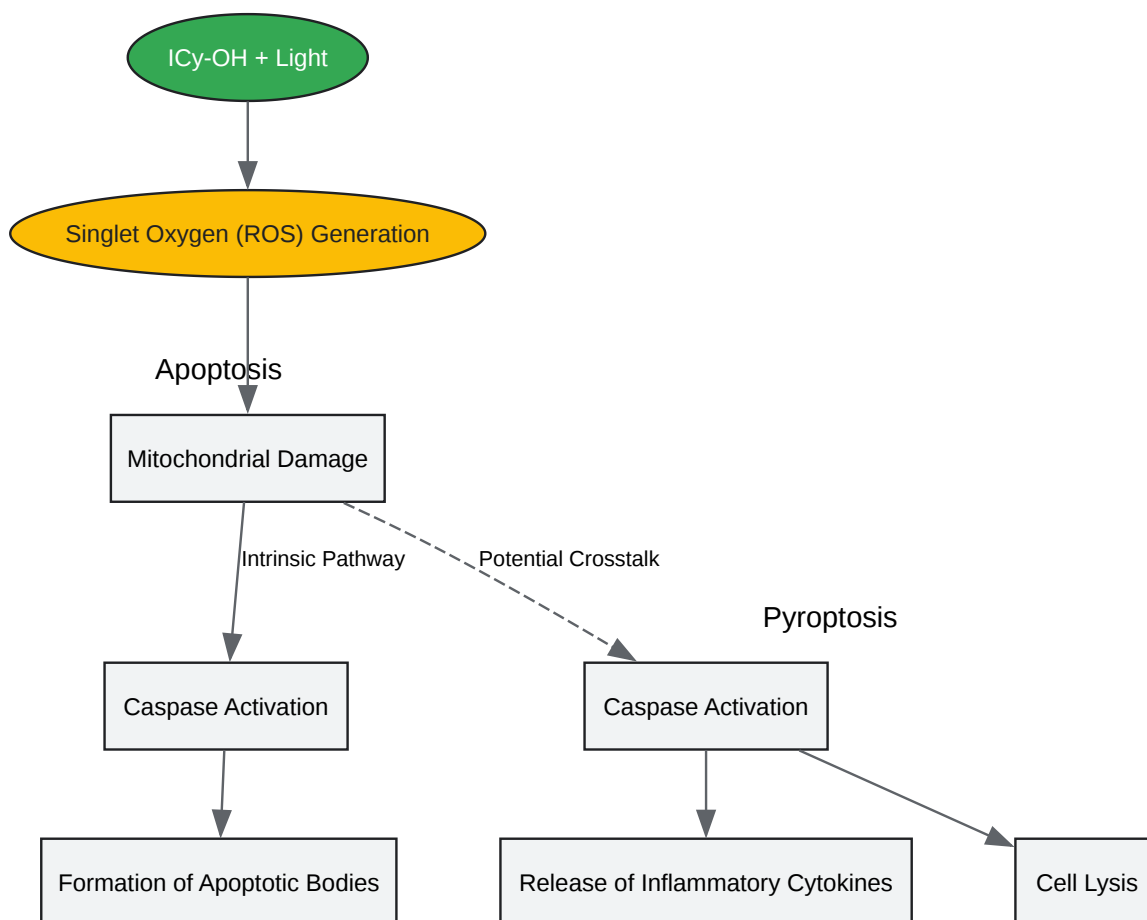 ICy-OH + Light
Singlet Oxygen (ROS) Generation
Apoptosis
Mitochondrial Damage
Intrinsic Pathway
Potential Crosstalk
Pyroptosis
Caspase Activation
Caspase Activation
Formation of Apoptotic Bodies
Release of Inflammatory Cytokines
Cell Lysis